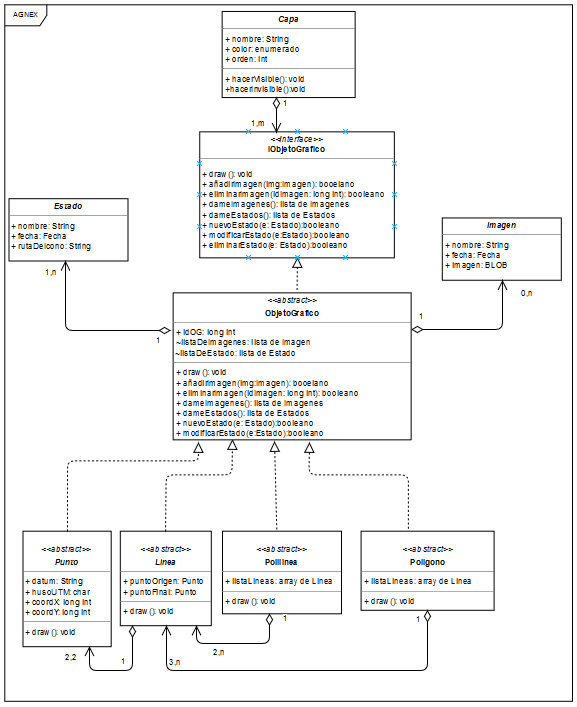 AGNEX
Capa
+ nombre: String
+ color: enumerado
+ orden: int
+ hacerVisible(): void
+hacerInvisible():void
1
1,m
<<interface>>
IObjetoGrafico
+ draw(): void
+ añadirImagen(img:Imagen): booelano
+ eliminarImagen(idImagen: long int): booleano
+ dameImagenes(): lista de Imagenes
+ dameEstados(): lista de Estados
+ nuevoEstado(e: Estado):booleano
+ modificarEstado(e:Estado):booleano
+ eliminarEstado(e: Estado):booleano
Estado
+ nombre: String
+ fecha: Fecha
+ rutaDeIcono: String
1,n
1
Imagen
+ nombre: String
+ fecha: Fecha
+ imagen: BLOB
0,n
1
<<abstract>>
ObjetoGrafico
+ idOG: long int
~listaDeImagenes: lista de Imagen
~listaDeEstado: lista de Estado
+ draw(): void
+ añadirImagen(img:Imagen): booelano
+ eliminarImagen(idImagen: long int): booleano
+ dameImagenes(): lista de Imagenes
+ dameEstados(): lista de Estados
+ nuevoEstado(e: Estado):booleano
+ modificarEstado(e:Estado):booleano
<<abstract>>
Punto
+ datum: String
+ husoUTM:char
+ coordX: long int
+ coordY: long int
+ draw(): void
<<abstract>>
Linea
+ puntoOrigen: Punto
+ puntoFinal: Punto
+ draw(): void
<<abstract>>
Polilinea
+ listaLineas: array de Linea
+ draw(): void
<<abstract>>
Poligono
+ listaLineas: array de Linea
+ draw(): void
2,2
1
2,n
1
3,n
1